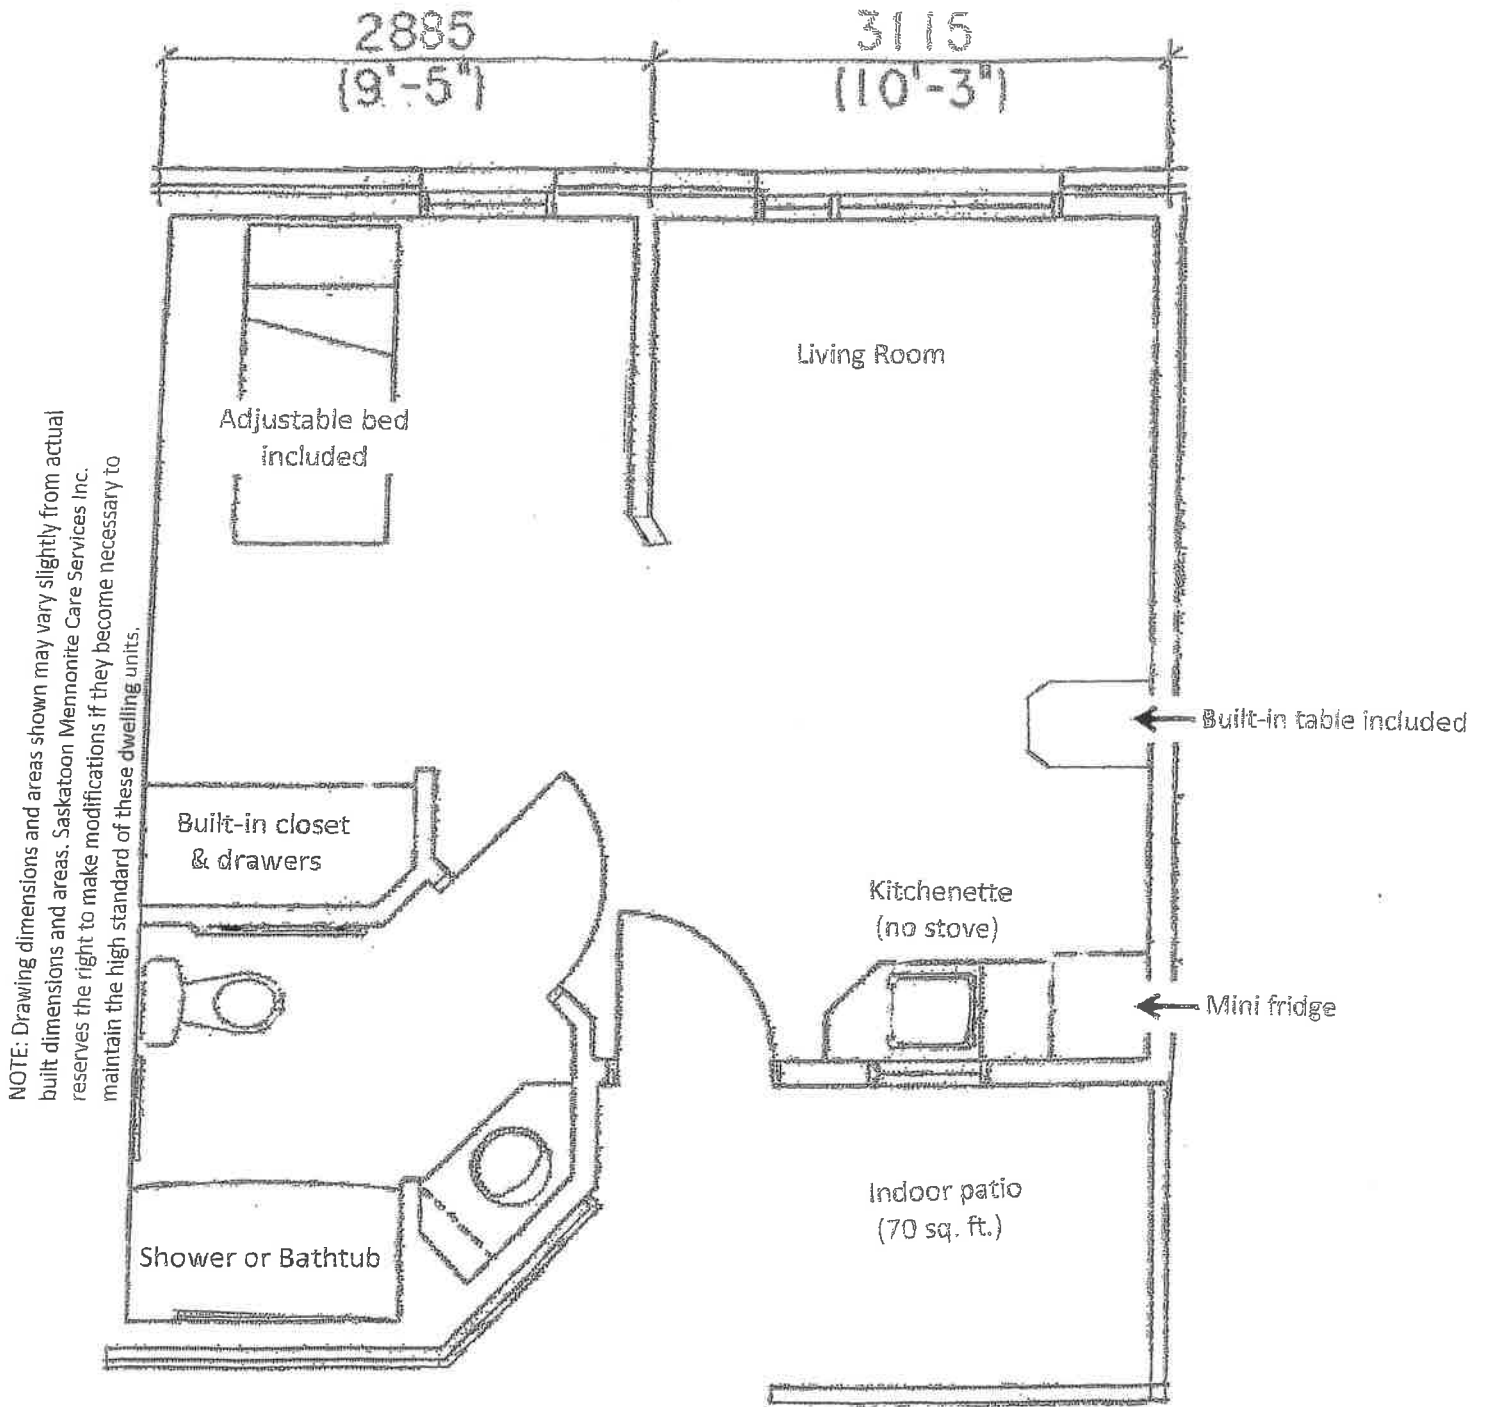 2885
(9'-5")
3115
(10'-3")
Living Room
Adjustable bed
included
NOTE: Drawing dimensions and areas shown may vary slightly from actual
built dimensions and areas. Saskatoon Mennonite Care Services Inc.
reserves the right to make modifications if they become necessary to
maintain the high standard of these dwelling units.
Built-in table included
Built-in closet
& drawers
Kitchenette
(no stove)
Mini fridge
Indoor patio
(70 sq. ft.)
Shower or Bathtub